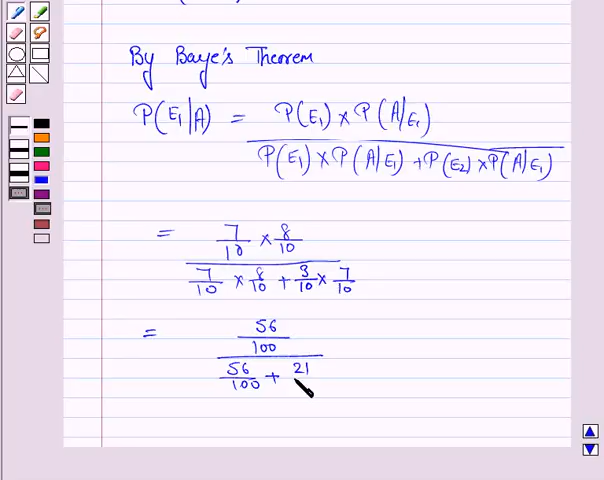 By Baye's Theorem
P(E1|A) = P(E1) × P(A|E1) / P(E1) × P(A|E1) + P(E2) × P(A|E1)
= 7/10 × 8/10 / 7/10 × 8/10 + 3/10 × 7/10
= 56/100 / 56/100 + 21